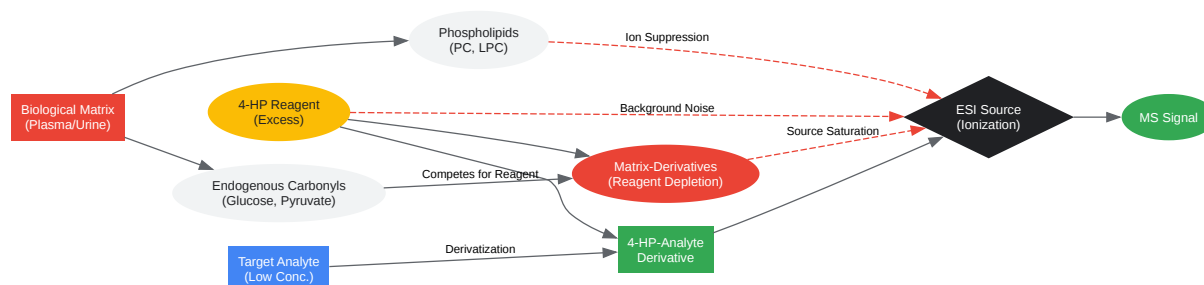 Phospholipids
(PC, LPC)
Ion Suppression
Biological Matrix
(Plasma/Urine)
4-HP Reagent
(Excess)
Background Noise
ESI Source
(Ionization)
MS Signal
Source Saturation
Matrix-Derivatives
(Reagent Depletion)
Endogenous Carbonyls
(Glucose, Pyruvate)
Competes for Reagent
Target Analyte
(Low Conc.)
Derivatization
4-HP-Analyte
Derivative